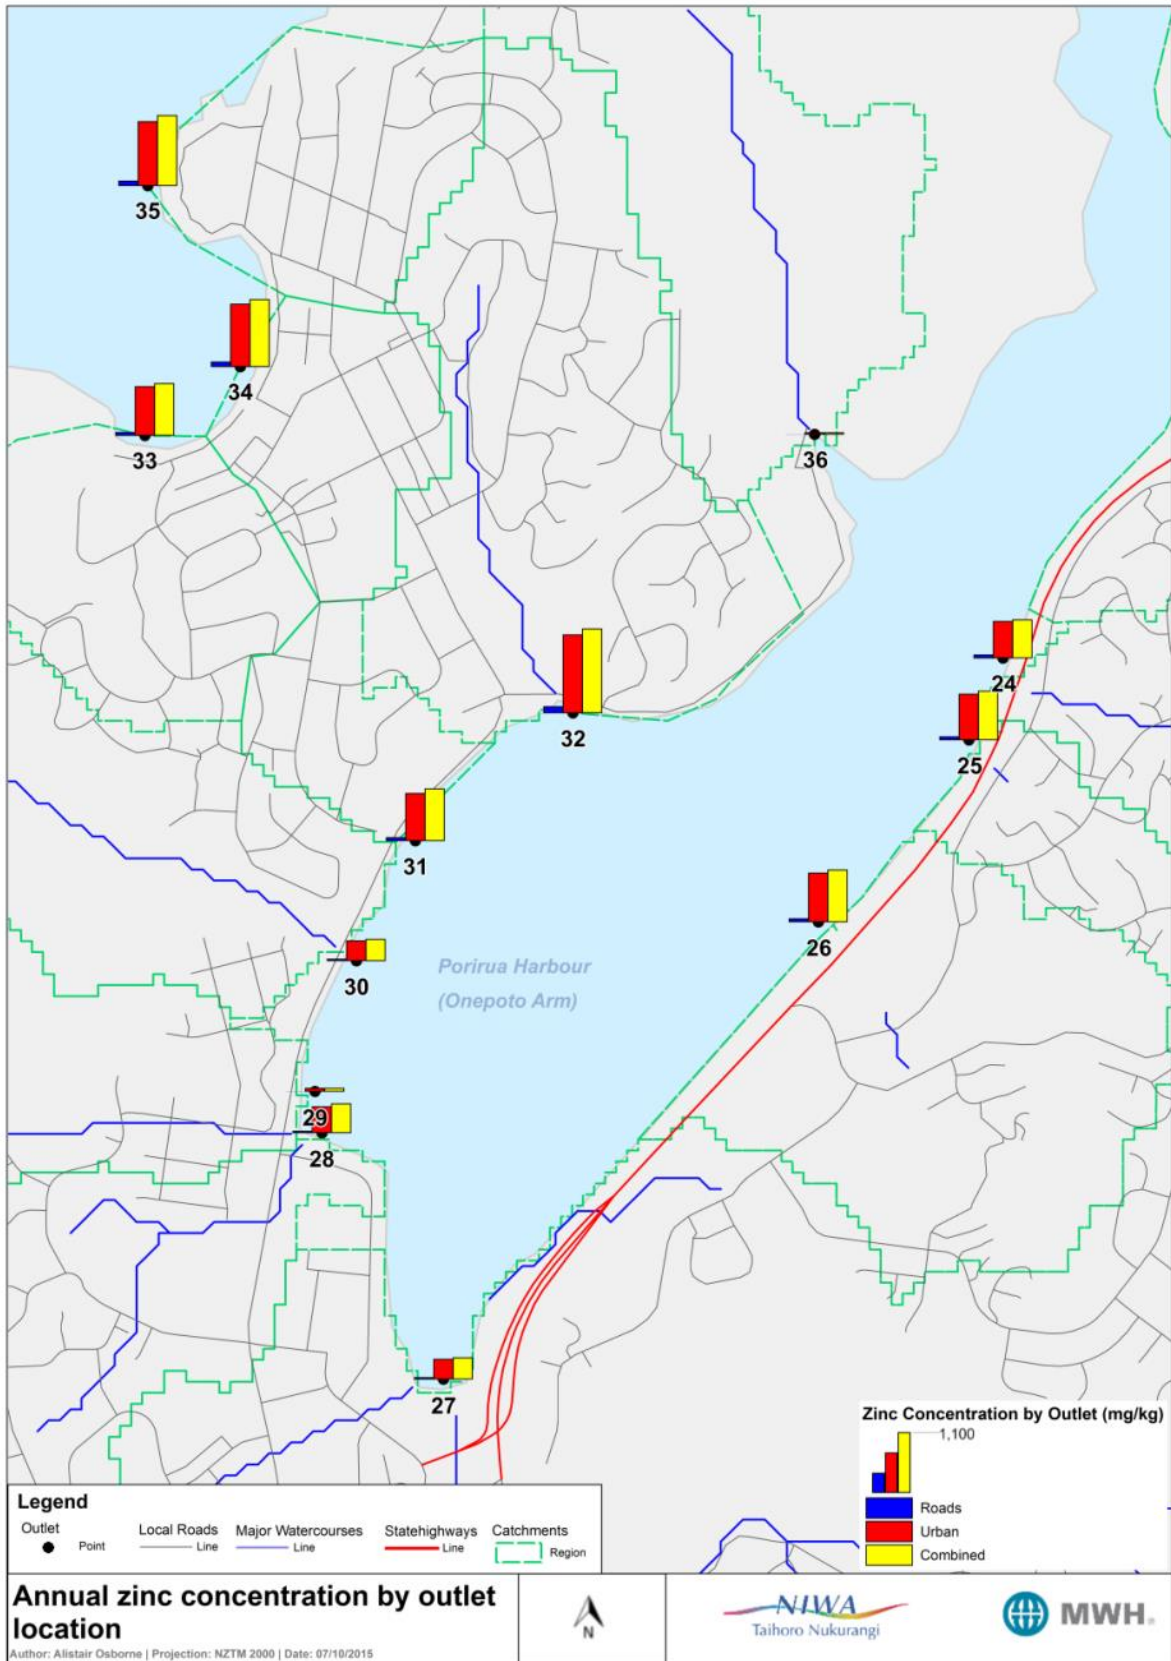 35
34
33
36
32
24
25
31
26
30
Porirua Harbour
(Onepoto Arm)
29
28
27
Zinc Concentration by Outlet (mg/kg)
1,100
Roads
Urban
Combined
Legend
Outlet Local Roads Major Watercourses Statehighways Catchments
Point Line Line Line Region
Annual zinc concentration by outlet
location
Author: Alistair Osborne | Projection: NZTM 2000 | Date: 07/10/2015
N
NIWA
Taihoro Nukurangi
MWH®